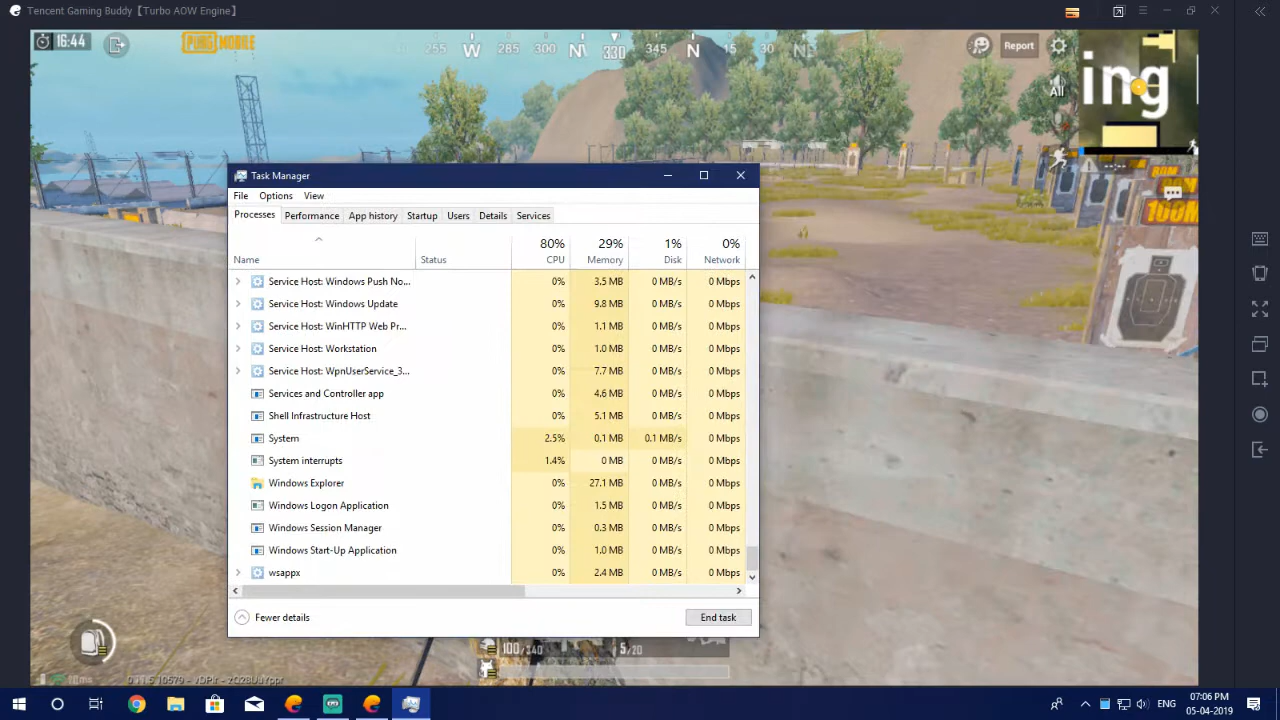 Tencent Gaming Buddy【Turbo AOW Engine】
16:44
PUBG MOBILE
255 W 285 300 NW 330 345 N 15 30 NE
Report
ing
All
Task Manager
File Options View
Processes Performance App history Startup Users Details Services
80% 29% 1% 0%
Name Status CPU Memory Disk Network
Service Host: Windows Push No... 0% 3.5 MB 0 MB/s 0 Mbps
Service Host: Windows Update 0% 9.8 MB 0 MB/s 0 Mbps
Service Host: WinHTTP Web Pr... 0% 1.1 MB 0 MB/s 0 Mbps
Service Host: Workstation 0% 1.0 MB 0 MB/s 0 Mbps
Service Host: WpnUserService_3... 0% 7.7 MB 0 MB/s 0 Mbps
Services and Controller app 0% 4.6 MB 0 MB/s 0 Mbps
Shell Infrastructure Host 0% 5.1 MB 0 MB/s 0 Mbps
System 2.5% 0.1 MB 0.1 MB/s 0 Mbps
System interrupts 1.4% 0 MB 0 MB/s 0 Mbps
Windows Explorer 0% 27.1 MB 0 MB/s 0 Mbps
Windows Logon Application 0% 1.5 MB 0 MB/s 0 Mbps
Windows Session Manager 0% 0.3 MB 0 MB/s 0 Mbps
Windows Start-Up Application 0% 1.0 MB 0 MB/s 0 Mbps
wsappx 0% 2.4 MB 0 MB/s 0 Mbps
Fewer details
End task
100M
100/340
5/20
ENG
07:06 PM
05-04-2019